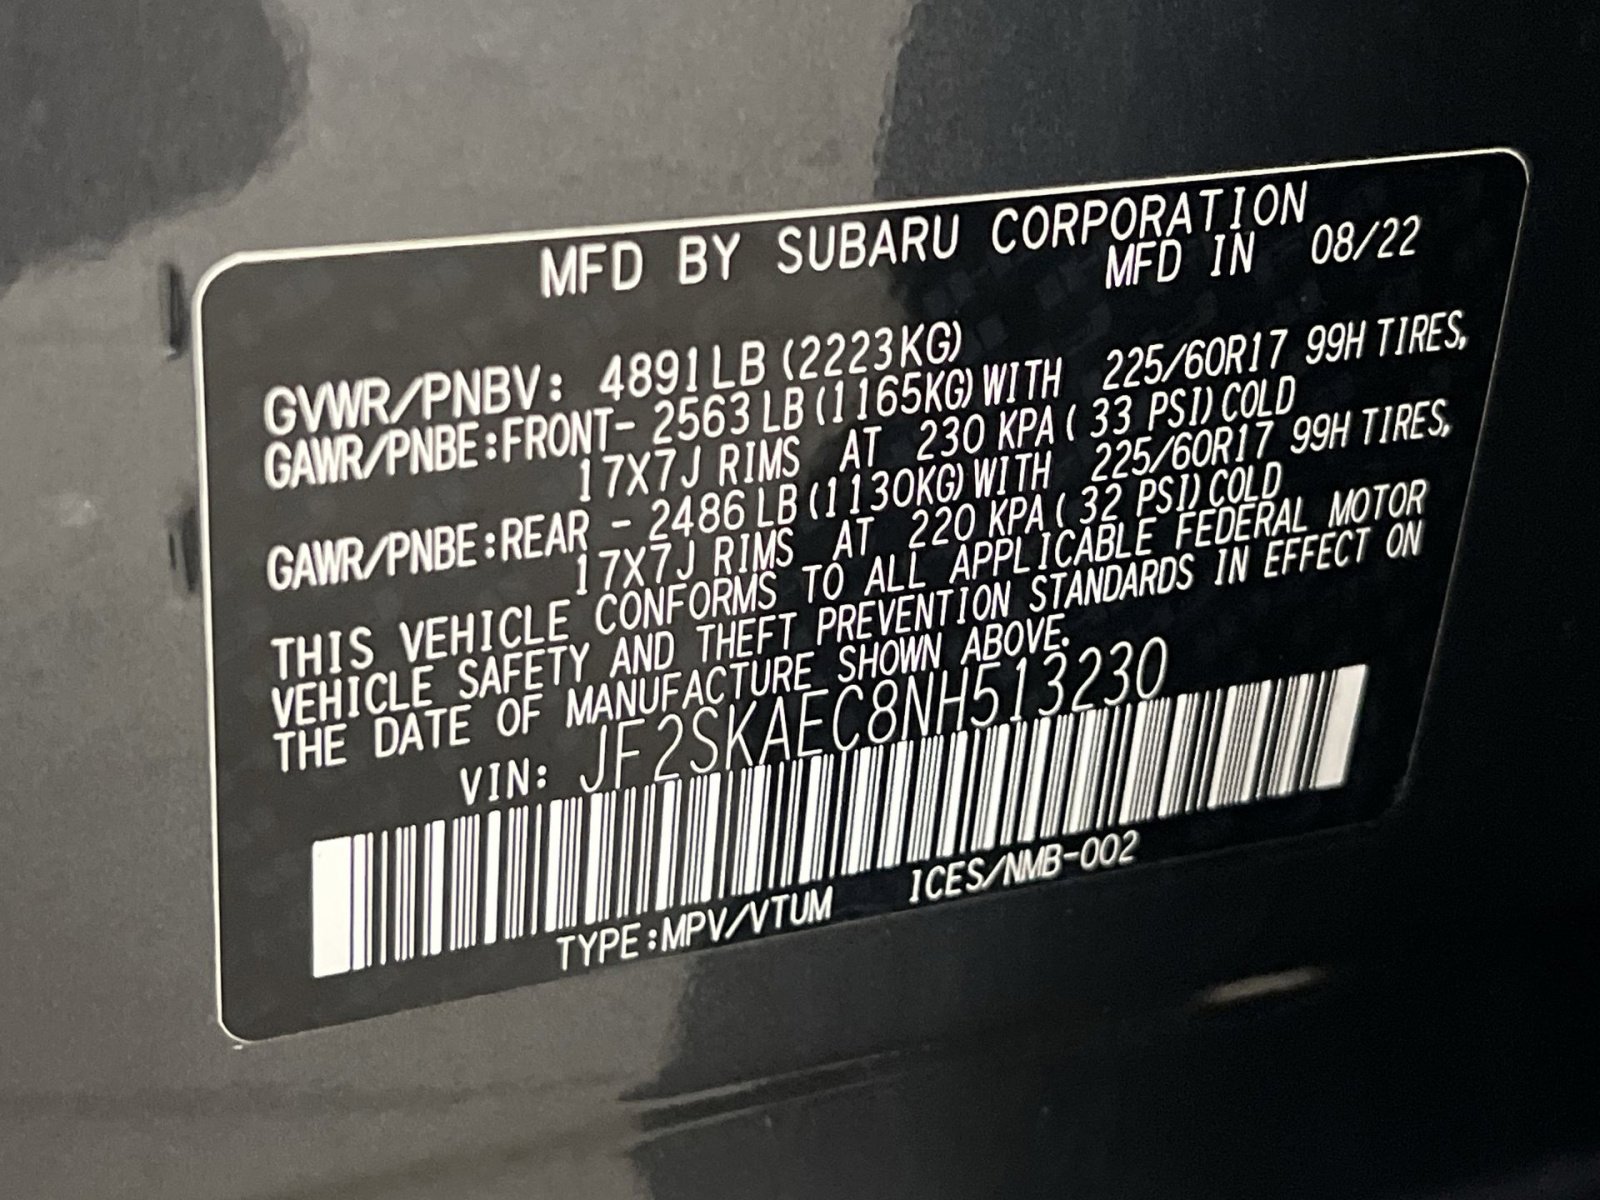 MFD BY SUBARU CORPORATION
MFD IN 08/22
GVWR/PNBV: 4891LB (2223KG)
GAWR/PNBE:FRONT- 2563LB (1165KG) WITH 225/60R17 99H TIRES,
17X7J RIMS AT 230 KPA ( 33 PSI) COLD
GAWR/PNBE:REAR - 2486LB (1130KG) WITH 225/60R17 99H TIRES,
17X7J RIMS AT 220 KPA ( 32 PSI) COLD
THIS VEHICLE CONFORMS TO ALL APPLICABLE FEDERAL MOTOR
VEHICLE SAFETY AND THEFT PREVENTION STANDARDS IN EFFECT ON
THE DATE OF MANUFACTURE SHOWN ABOVE.
VIN: JF2SKAEC8NH513230
TYPE:MPV/VTUM ICES/NMB-002